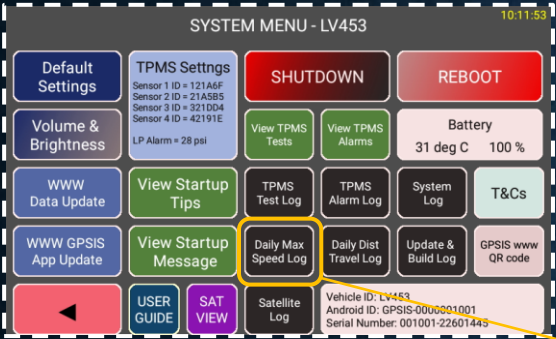 SYSTEM MENU - LV453
10:11:53
Default
Settings
TPMS Settngs
Sensor 1 ID = 121A6F
Sensor 2 ID = 21A5B5
Sensor 3 ID = 321DD4
Sensor 4 ID = 42191E
LP Alarm = 28 psi
SHUTDOWN
REBOOT
Volume &
Brightness
View TPMS
Tests
View TPMS
Alarms
Battery
31 deg C 100 %
WWW
Data Update
View Startup
Tips
TPMS
Test Log
TPMS
Alarm Log
System
Log
T&Cs
WWW GPSIS
App Update
View Startup
Message
Daily Max
Speed Log
Daily Dist
Travel Log
Update &
Build Log
GPSIS www
QR code
USER
GUIDE
SAT
VIEW
Satellite
Log
Vehicle ID: LV453
Android ID: GPSIS-0000001001
Serial Number: 001001-22601445